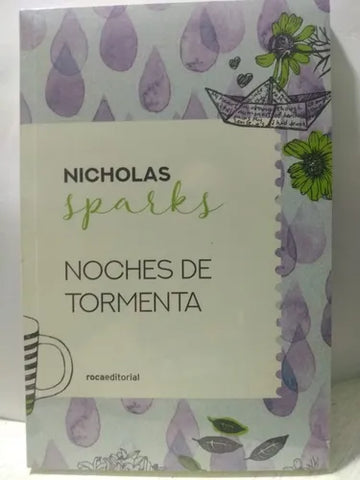 NICHOLAS
sparks
NOCHES DE
TORMENTA
rocaeditorial